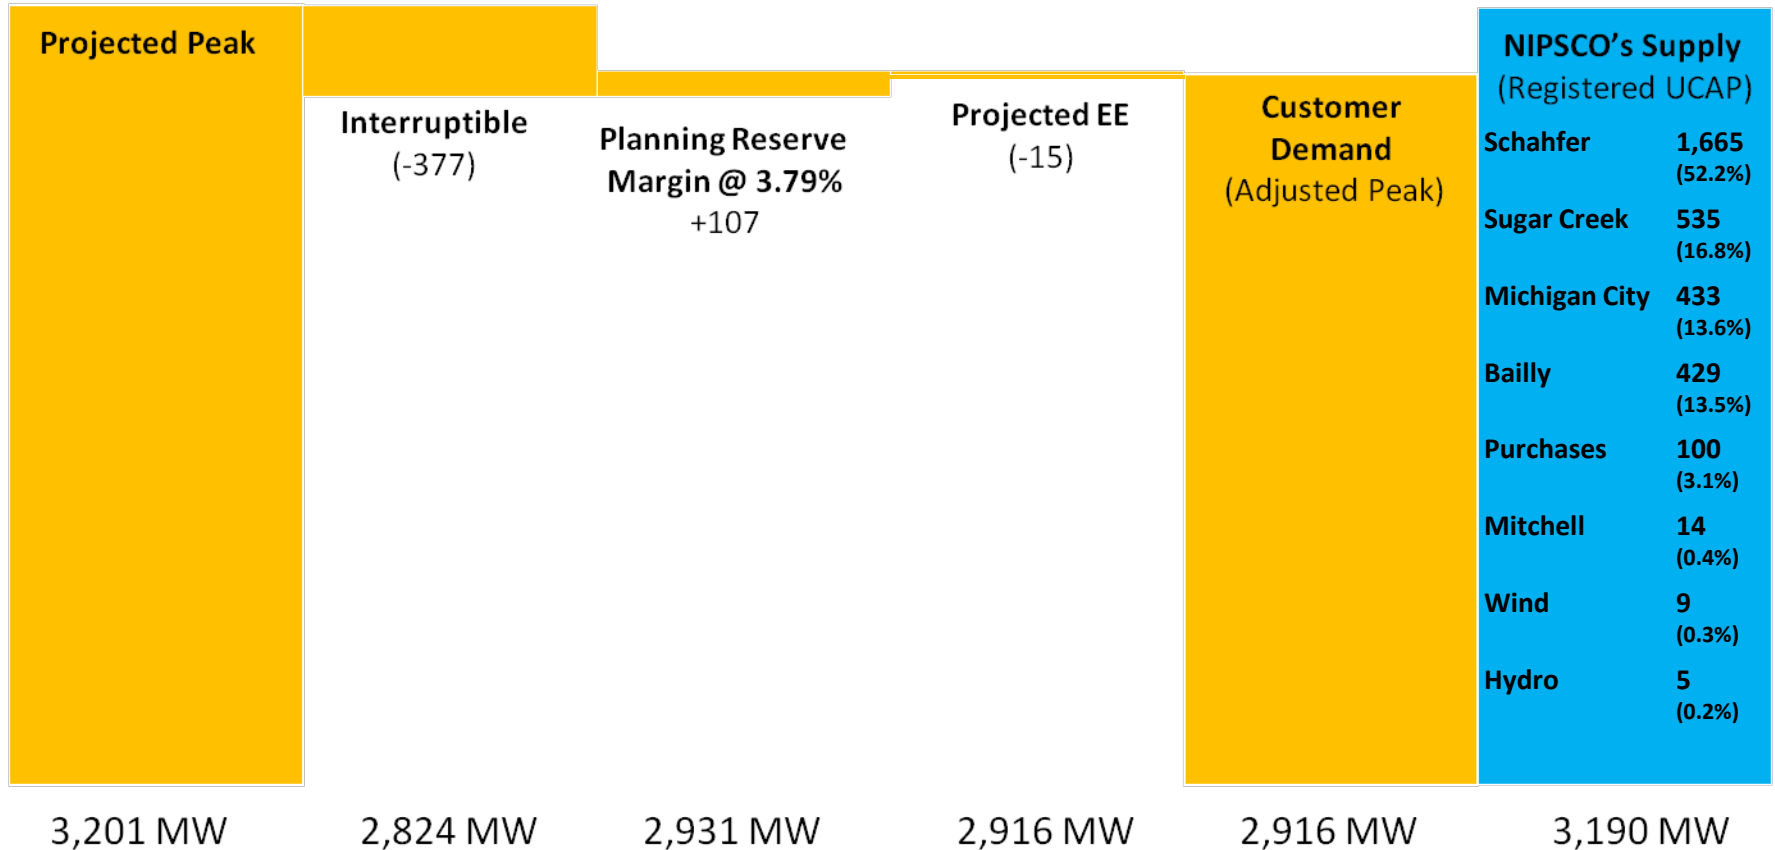 Projected Peak
Interruptible
(-377)
Planning Reserve
Margin @ 3.79%
+107
Projected EE
(-15)
Customer
Demand
(Adjusted Peak)
NIPSCO's Supply
(Registered UCAP)
Schahfer 1,665
(52.2%)
Sugar Creek 535
(16.8%)
Michigan City 433
(13.6%)
Bailly 429
(13.5%)
Purchases 100
(3.1%)
Mitchell 14
(0.4%)
Wind 9
(0.3%)
Hydro 5
(0.2%)
3,201 MW 2,824 MW 2,931 MW 2,916 MW 2,916 MW 3,190 MW